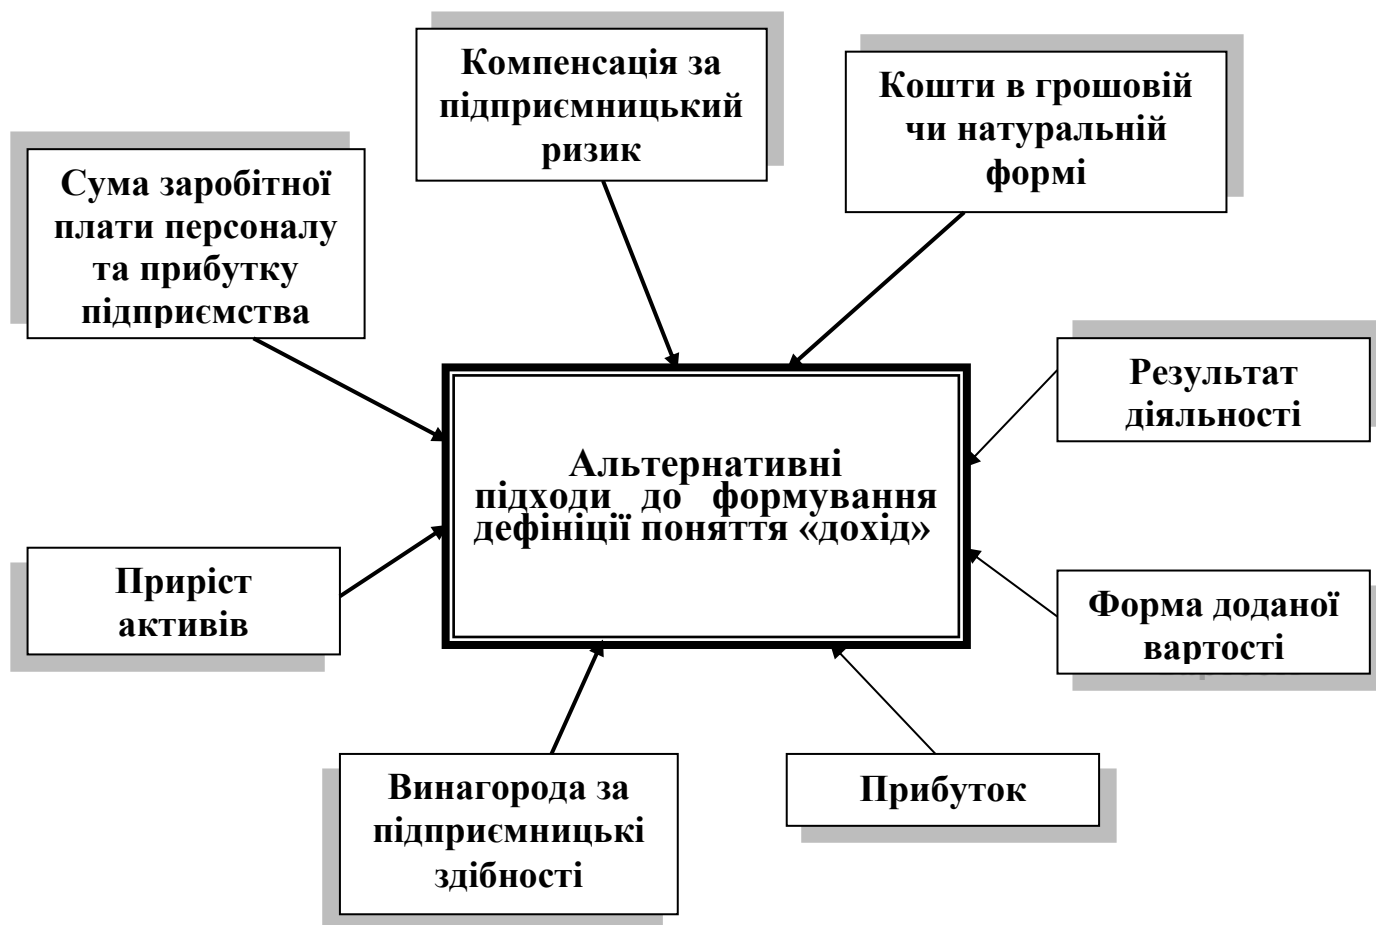 Компенсація за
підприємницький
ризик
Кошти в грошовій
чи натуральній
формі
Сума заробітної
плати персоналу
та прибутку
підприємства
Результат
діяльності
Альтернативні
підходи до формування
дефініції поняття «дохід»
Приріст
активів
Форма доданої
вартості
Винагорода за
підприємницькі
здібності
Прибуток